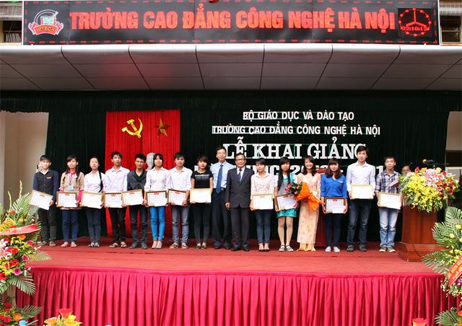 TRƯỜNG CAO ĐẲNG CÔNG NGHỆ HÀ NỘI
BỘ GIÁO DỤC VÀ ĐÀO TẠO
TRƯỜNG CAO ĐẲNG CÔNG NGHỆ HÀ NỘI
LỄ KHAI GIẢNG